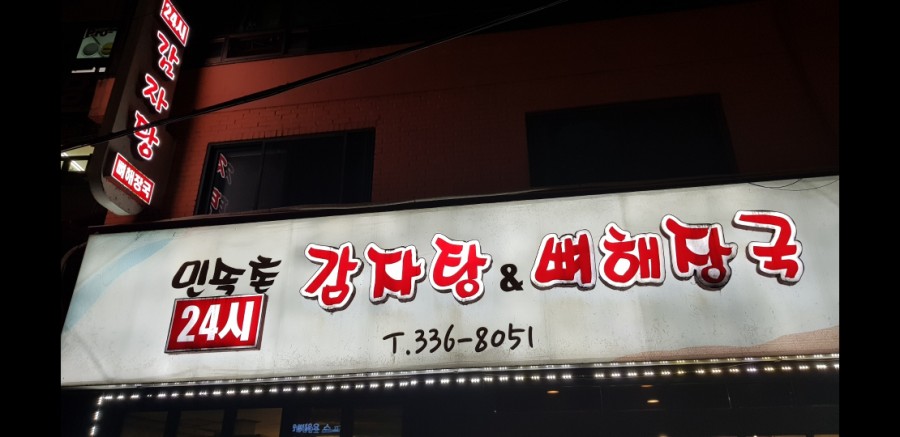 24시
감자탕
뼈해장국
민속촌
24시
감자탕 & 뼈해장국
T.336-8051